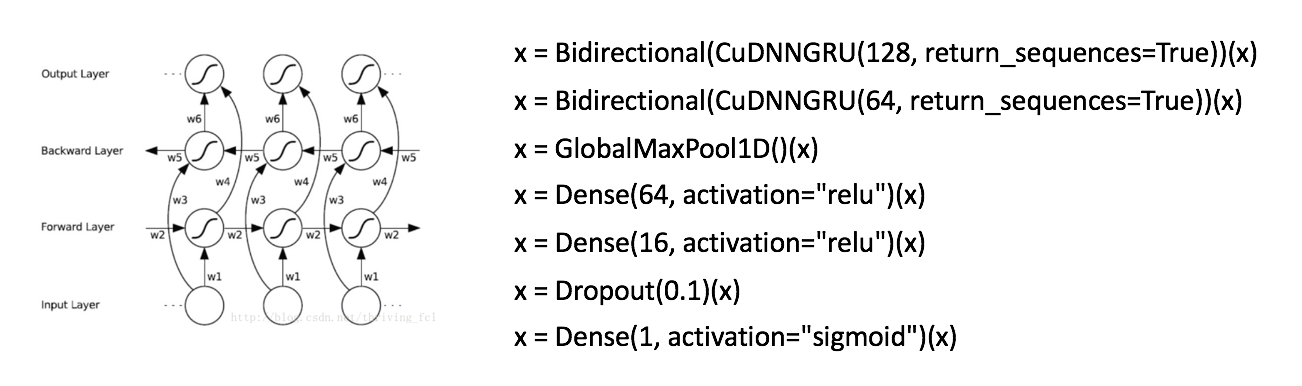 Output Layer
w6 w6 w6
Backward Layer
w5 w5 w5 w5
w4 w4 w4
w3 w3 w3
Forward Layer
w2 w2 w2 w2
w1 w1 w1
Input Layer
http://blog.csdn.net/thriving_fcl
x = Bidirectional(CuDNNGRU(128, return_sequences=True))(x)
x = Bidirectional(CuDNNGRU(64, return_sequences=True))(x)
x = GlobalMaxPool1D()(x)
x = Dense(64, activation="relu")(x)
x = Dense(16, activation="relu")(x)
x = Dropout(0.1)(x)
x = Dense(1, activation="sigmoid")(x)